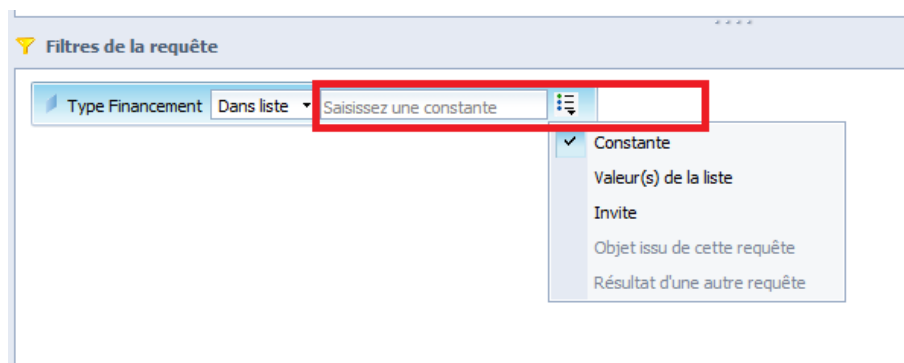 Filtres de la requête
Type Financement Dans liste Saisissez une constante
Constante
Valeur(s) de la liste
Invite
Objet issu de cette requête
Résultat d'une autre requête